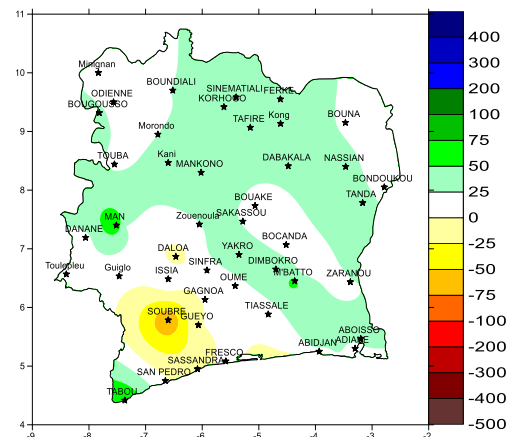 11
10
9
8
7
6
5
4
-9
-8
-7
-6
-5
-4
-3
-2
Minignan
ODIENNE
BOUGOUSSO
BOUNDIALI
SINEMATIALI
FERKE
KORHOGO
TAFIRE
Kong
BOUNA
Morondo
TOUBA
Kani
MANKONO
DABAKALA
NASSIAN
BONDOUKOU
TANDA
BOUAKE
SAKASSOU
MAN
DANANE
Zouenoula
BOCANDA
DALOA
YAKRO
DIMBOKRO
Guiglo
ISSIA
SINFRA
OUME
M'BATTO
ZARANOU
GAGNOA
SOUBRE
GUEYO
TIASSALE
ABOISSO
ABIDJAN
ADIAKE
FRESCO
SASSANDRA
SAN PEDRO
TABOU
400
300
200
100
75
50
25
0
-25
-50
-75
-100
-200
-300
-400
-500